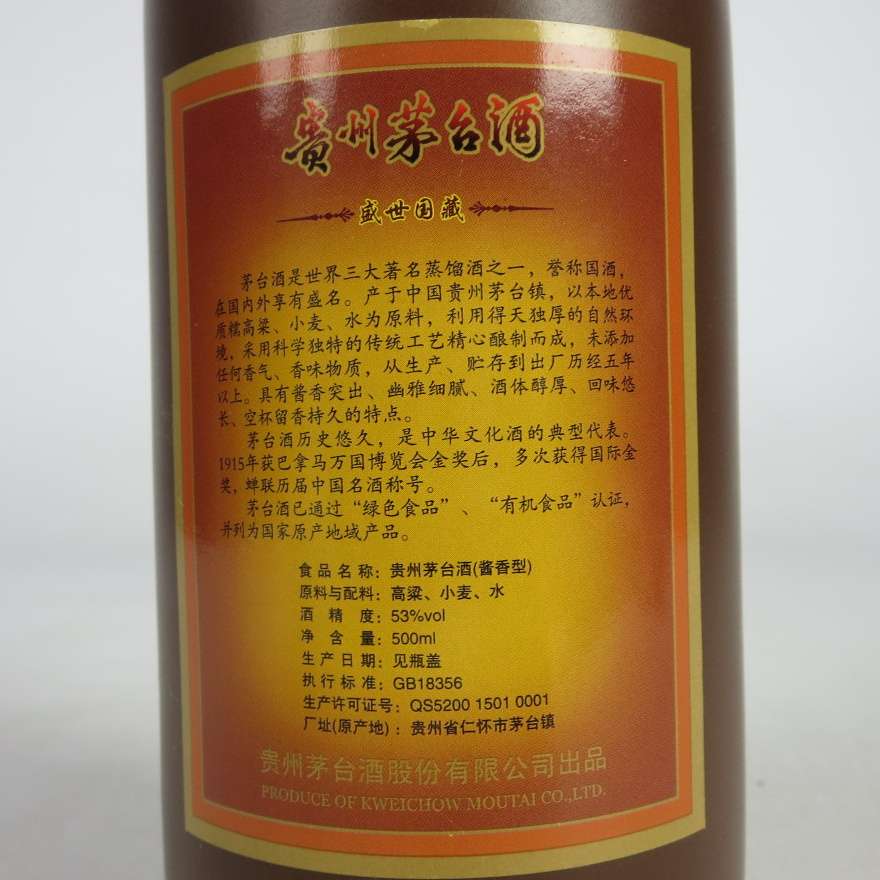 贵州茅台酒
盛世国藏
茅台酒是世界三大著名蒸馏酒之一，誉称国酒，
在国内外享有盛名。产于中国贵州茅台镇，以本地优
质糯高粱、小麦、水为原料，利用得天独厚的自然环
境，采用科学独特的传统工艺精心酿制而成，未添加
任何香气、香味物质，从生产、贮存到出厂历经五年
以上。具有酱香突出、幽雅细腻、酒体醇厚、回味悠
长、空杯留香持久的特点。
茅台酒历史悠久，是中华文化酒的典型代表。
1915年获巴拿马万国博览会金奖后，多次获得国际金
奖，蝉联历届中国名酒称号。
茅台酒已通过“绿色食品”、“有机食品”认证，
并列为国家原产地域产品。
食品名称：贵州茅台酒(酱香型)
原料与配料：高粱、小麦、水
酒精度：53%vol
净含量：500ml
生产日期：见瓶盖
执行标准：GB18356
生产许可证号：QS5200 1501 0001
厂址(原产地)：贵州省仁怀市茅台镇
贵州茅台酒股份有限公司出品
PRODUCE OF KWEICHOW MOUTAI CO.,LTD.